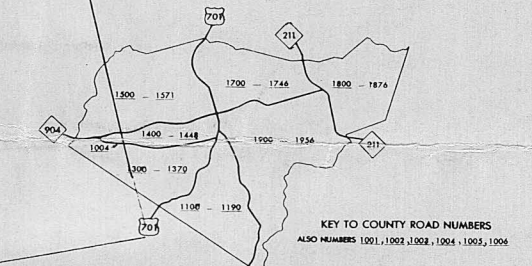 701
211
1700 - 1746
1800 - 1876
1500 - 1571
904
1400 - 1448
1900 - 1956
211
1004
1300 - 1370
1100 - 1190
701
KEY TO COUNTY ROAD NUMBERS
ALSO NUMBERS 1001, 1002, 1003, 1004, 1005, 1006